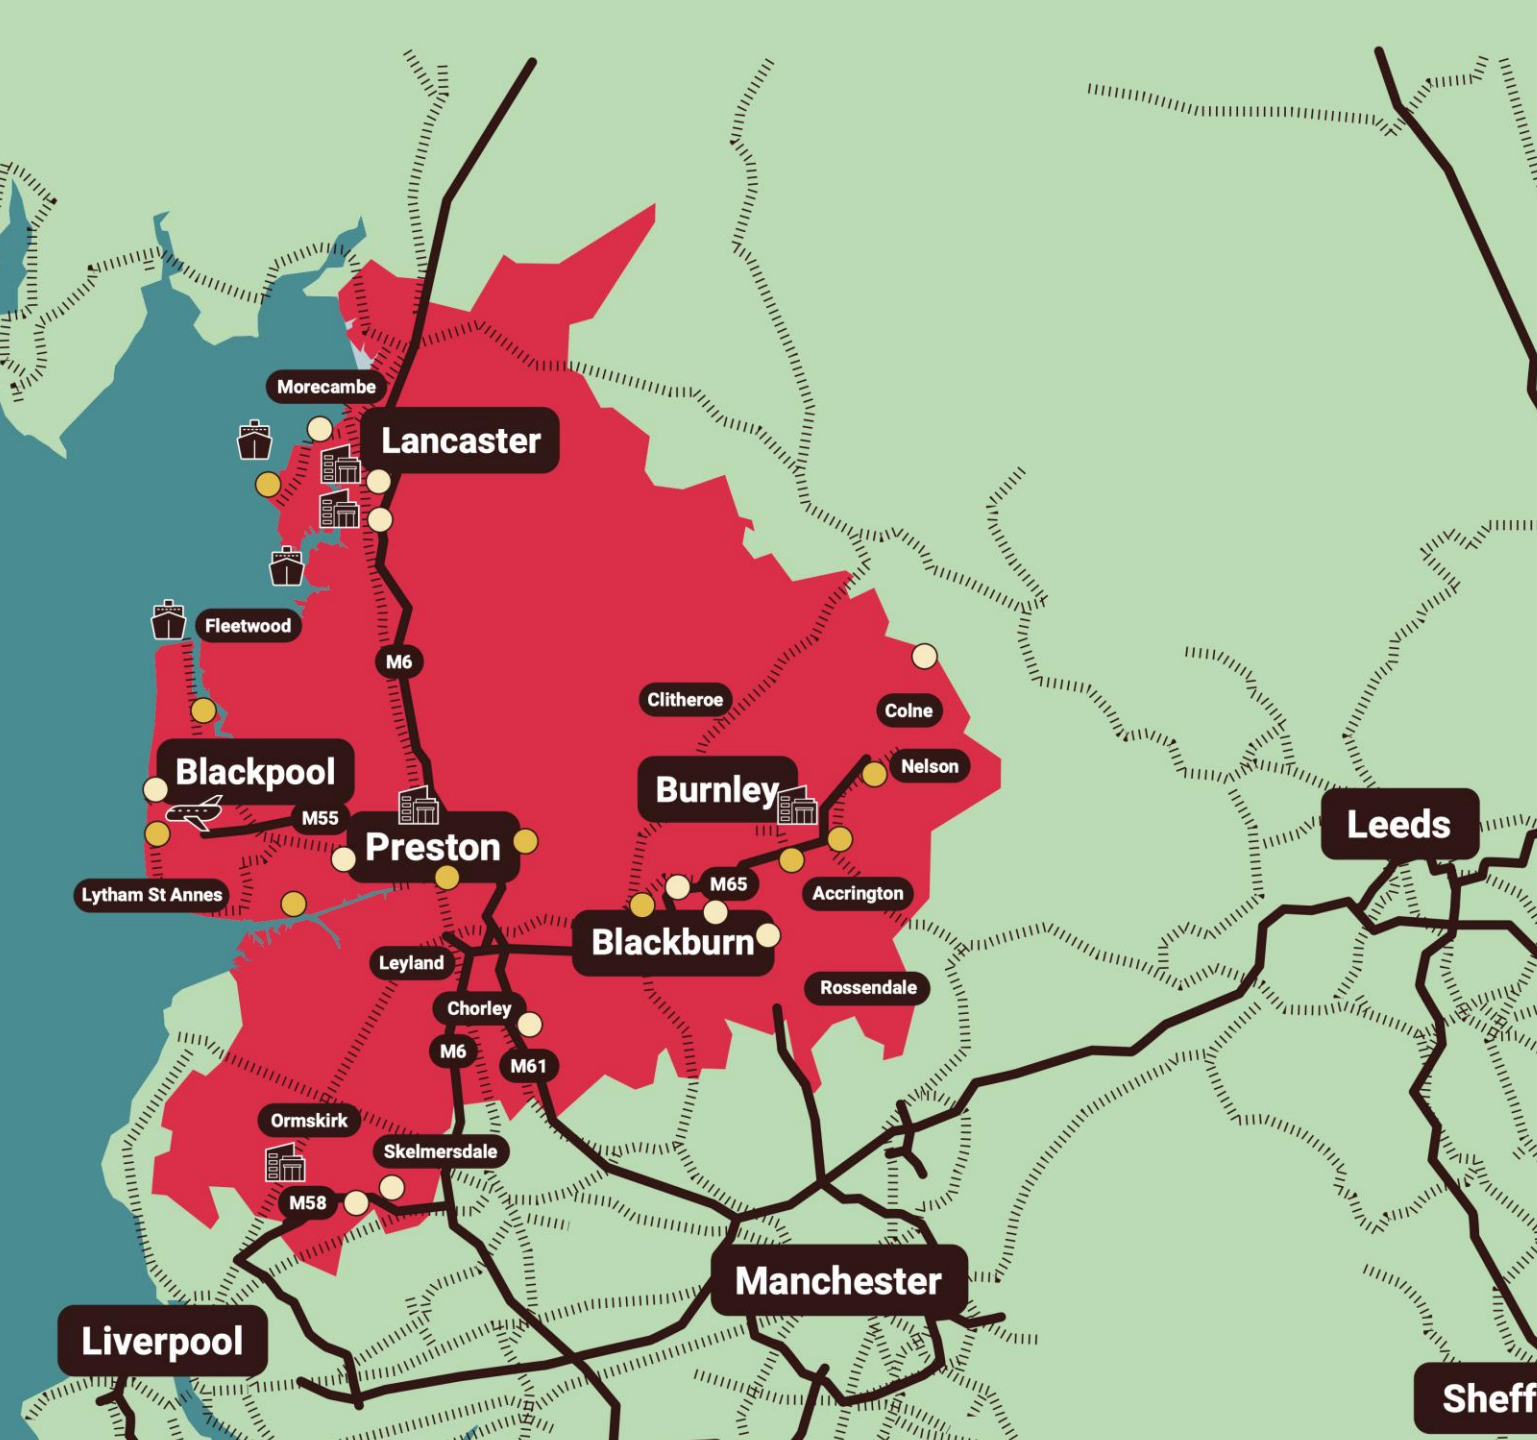 Morecambe
Lancaster
Fleetwood
M6
Clitheroe
Colne
Blackpool
Nelson
Burnley
M55
Leeds
Preston
M65
Lytham St Annes
Accrington
Blackburn
Leyland
Rossendale
Chorley
M6
M61
Ormskirk
Skelmersdale
M58
Manchester
Liverpool
Sheff